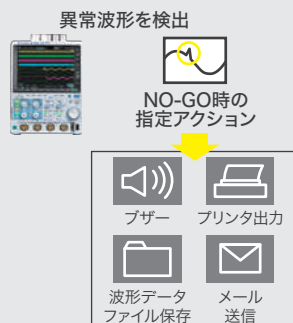 異常波形を検出
NO-GO時の
指定アクション
ブザー
プリンタ出力
波形データ
ファイル保存
メール
送信